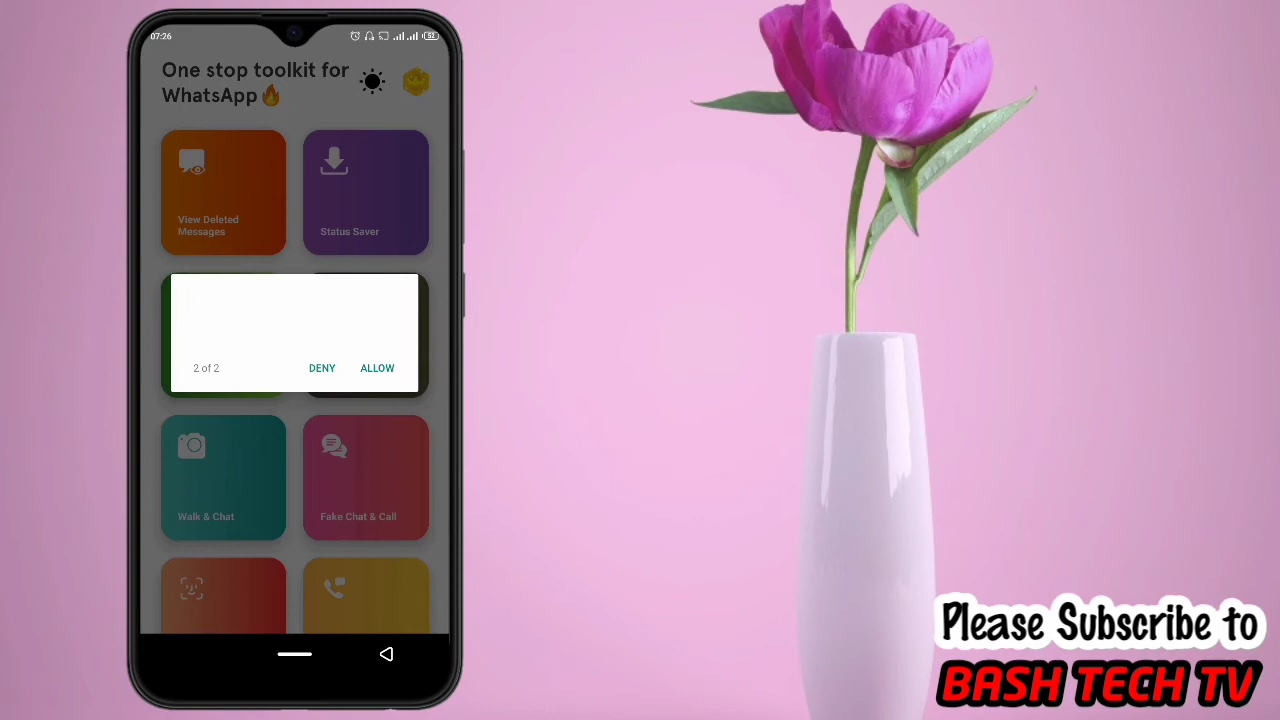 07:26
52
One stop toolkit for
WhatsApp🔥
View Deleted
Messages
Status Saver
2 of 2
DENY
ALLOW
Walk & Chat
Fake Chat & Call
Please Subscribe to
BASH TECH TV